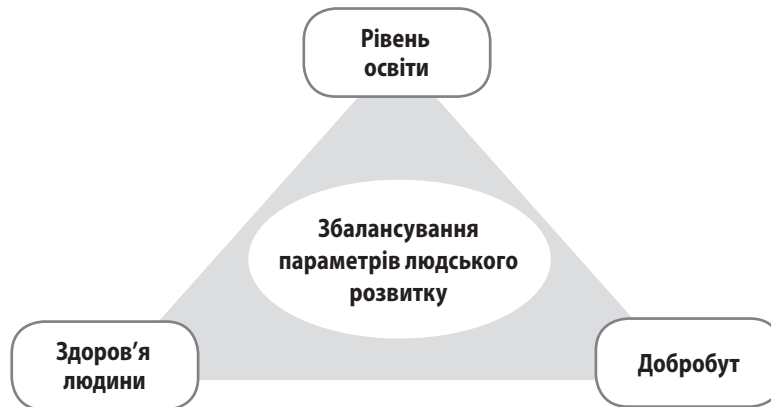 Рівень
освіти
Збалансування
параметрів людського
розвитку
Здоров’я
людини
Добробут